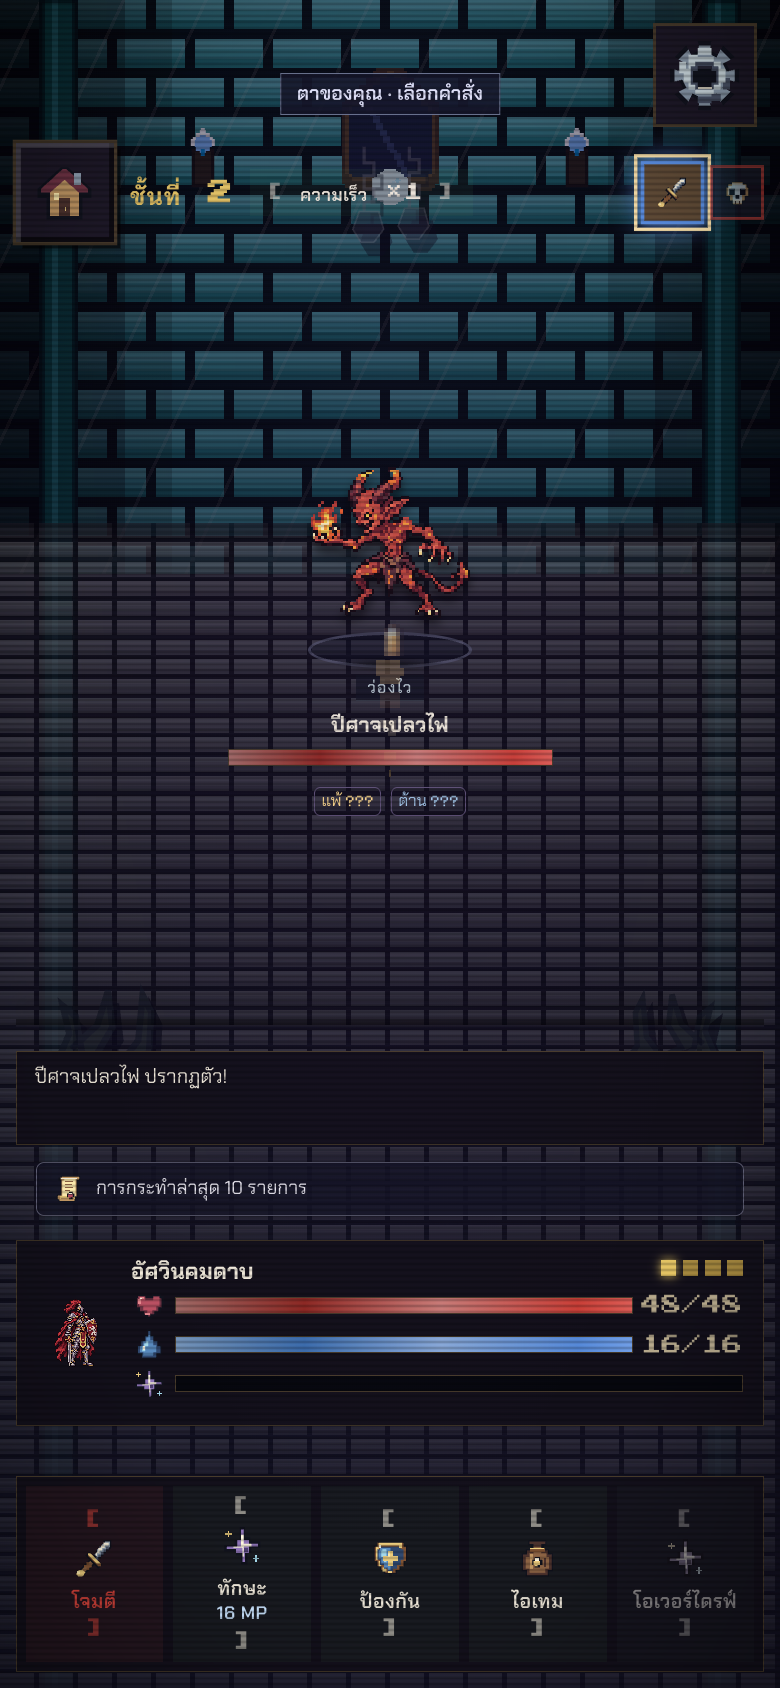 ตาของคุณ · เลือกคำสั่ง
ชั้นที่ 2 [ ความเร็ว ×1 ]
ว่องไว
ปีศาจเปลวไฟ
แพ้ ??? ต้าน ???
ปีศาจเปลวไฟ ปรากฏตัว!
การกระทำล่าสุด 10 รายการ
อัศวินคมดาบ
48/48
16/16
[ โจมตี ]
[ ทักษะ 16 MP ]
[ ป้องกัน ]
[ ไอเทม ]
[ โอเวอร์ไดรฟ์ ]